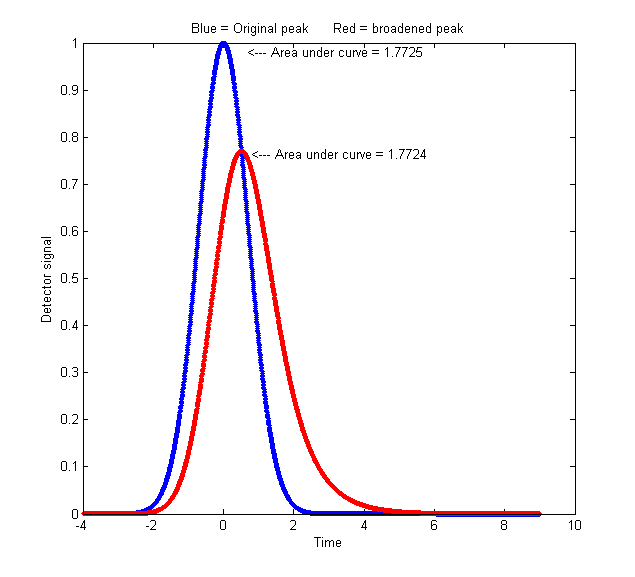 Blue = Original peak Red = broadened peak
<--- Area under curve = 1.7725
<--- Area under curve = 1.7724
Detector signal
1
0.9
0.8
0.7
0.6
0.5
0.4
0.3
0.2
0.1
0
-4 -2 0 2 4 6 8 10
Time